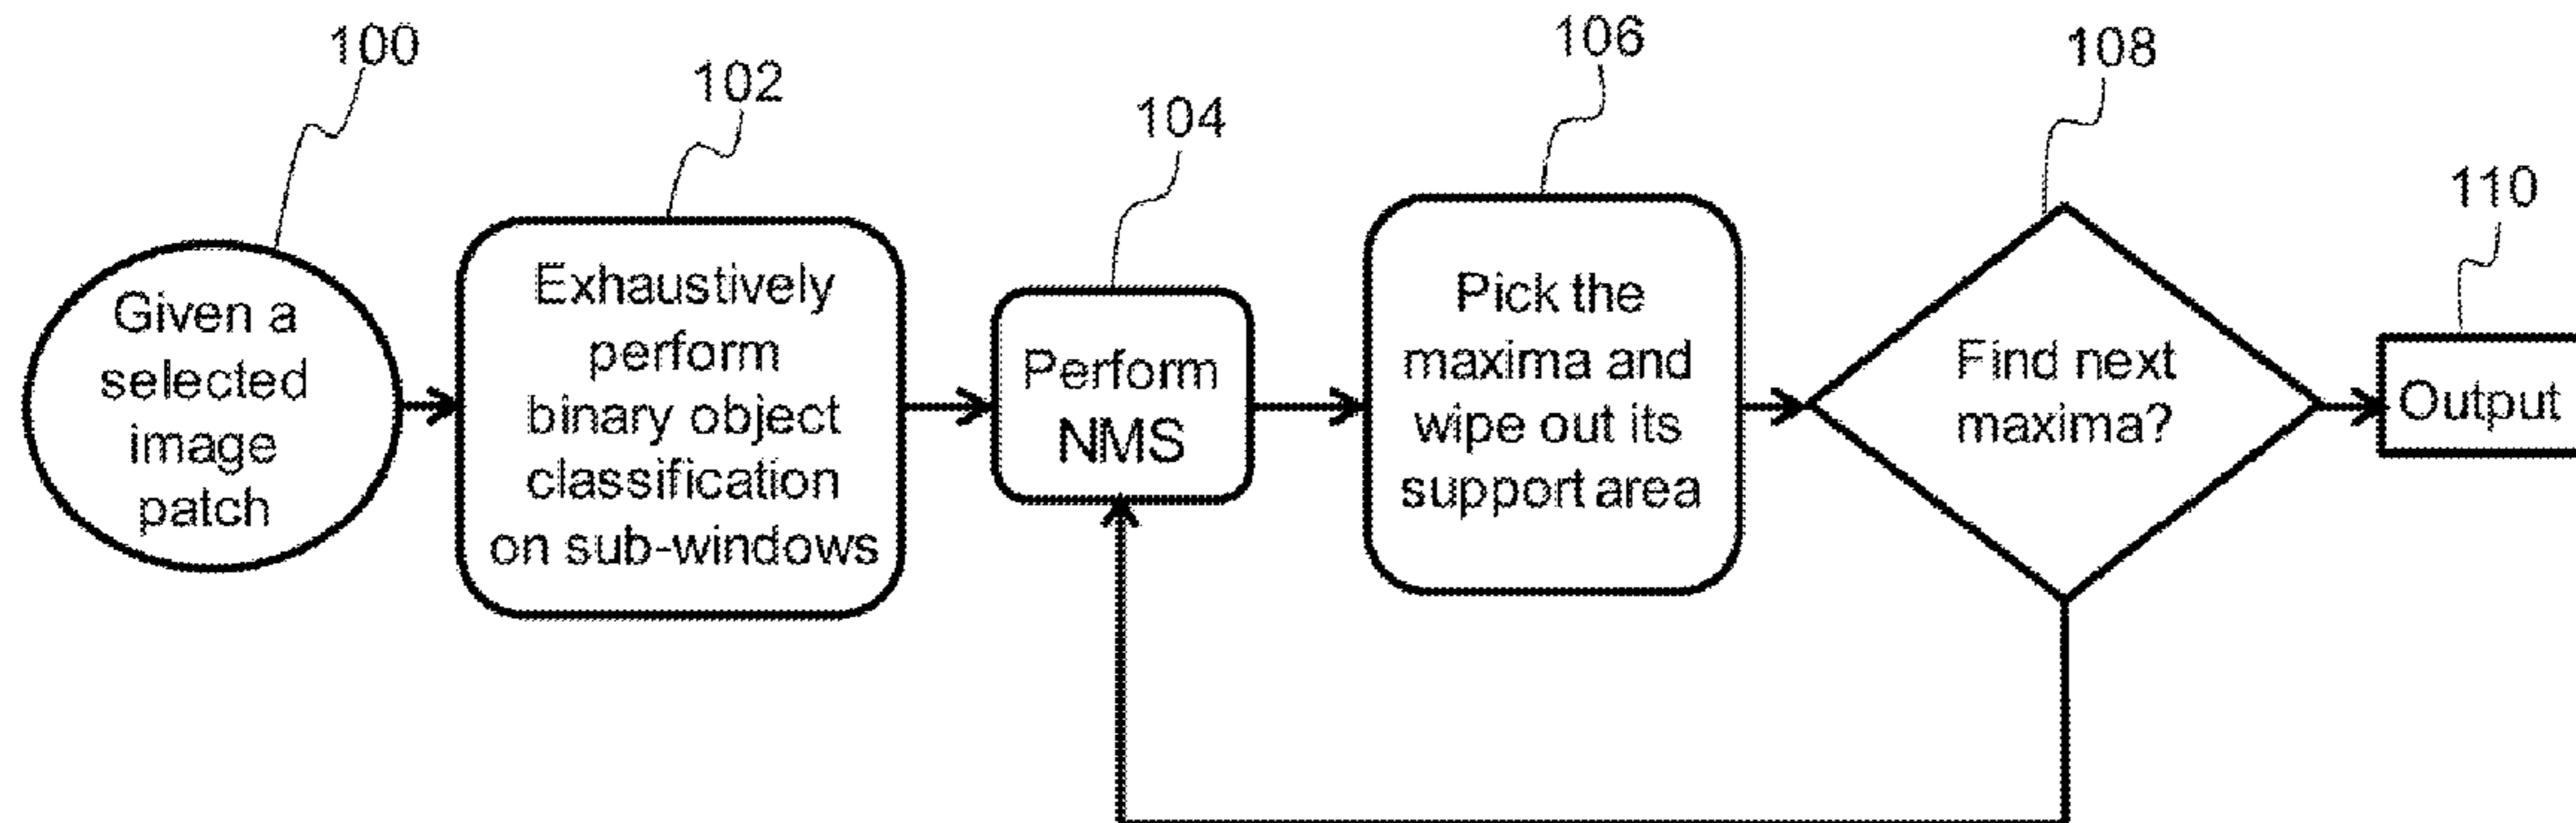 100
Given a
selected
image
patch
102
Exhaustively
perform
binary object
classification
on sub-windows
104
Perform
NMS
106
Pick the
maxima and
wipe out its
support area
108
Find next
maxima?
110
Output